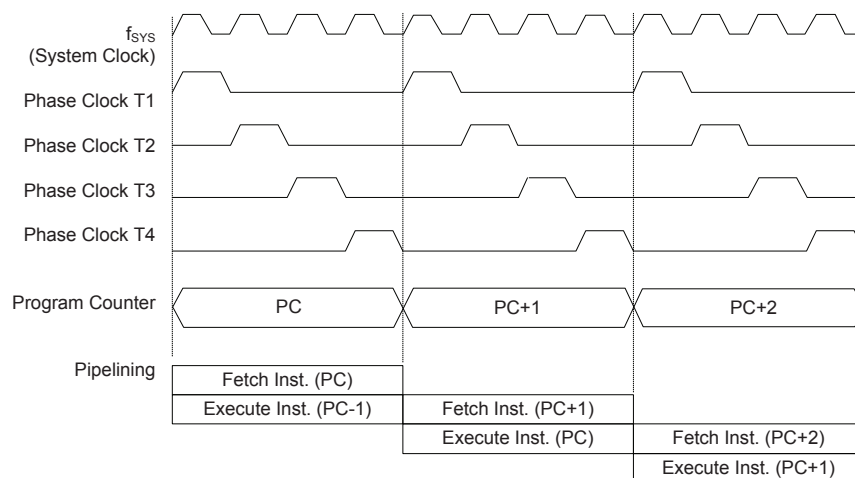 fSYS
(System Clock)
Phase Clock T1
Phase Clock T2
Phase Clock T3
Phase Clock T4
Program Counter
PC
PC+1
PC+2
Pipelining
Fetch Inst. (PC)
Execute Inst. (PC-1)
Fetch Inst. (PC+1)
Execute Inst. (PC)
Fetch Inst. (PC+2)
Execute Inst. (PC+1)